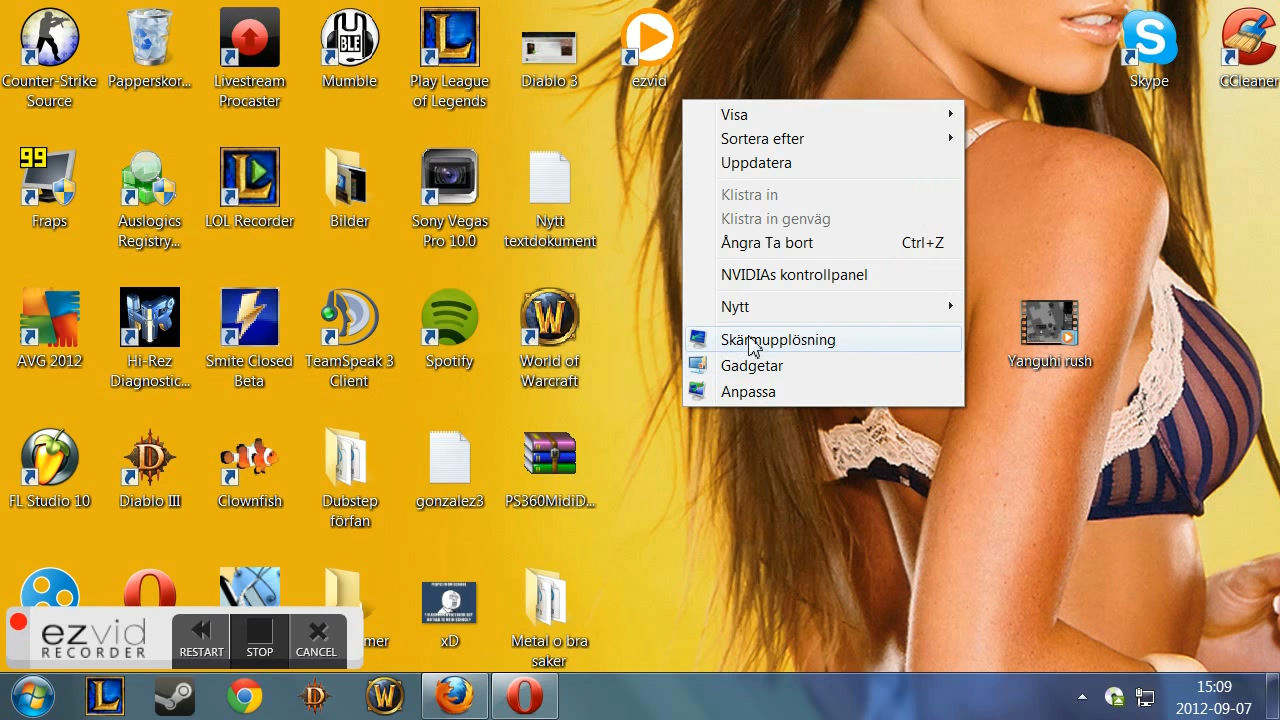 Counter-Strike
Source
Papperskor...
Livestream
Procaster
BLE
Mumble
L
Play League
of Legends
Diablo 3
ezvid
S
Skype
CCleaner
99
Fraps
Auslogics
Registry...
L
LOL Recorder
Bilder
Sony Vegas
Pro 10.0
Nytt
textdokument
Visa
Sortera efter
Uppdatera
Klistra in
Klistra in genväg
Ångra Ta bort Ctrl+Z
NVIDIAs kontrollpanel
Nytt
Skärmupplösning
Gadgetar
Anpassa
AVG 2012
Hi-R
Hi-Rez
Diagnostic...
Smite Closed
Beta
TeamSpeak 3
Client
Spotify
W
World of
Warcraft
Yanguhi rush
FL Studio 10
D
Diablo III
Clownfish
Dubstep
förfan
gonzalez3
PS360MidiD...
mer
xD
Metal o bra
saker
ezvid
RECORDER
RESTART
STOP
CANCEL
L
D
W
15:09
2012-09-07